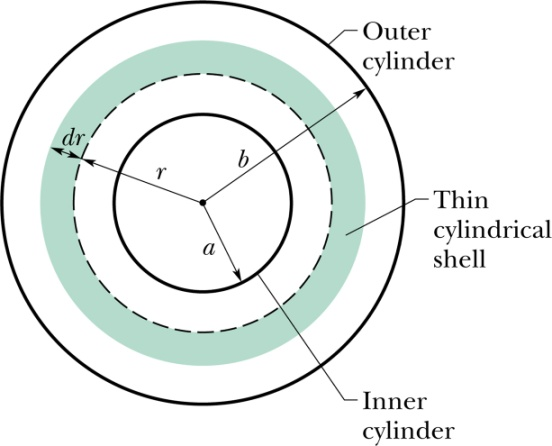 Outer
cylinder
dr
r
b
Thin
cylindrical
shell
a
Inner
cylinder